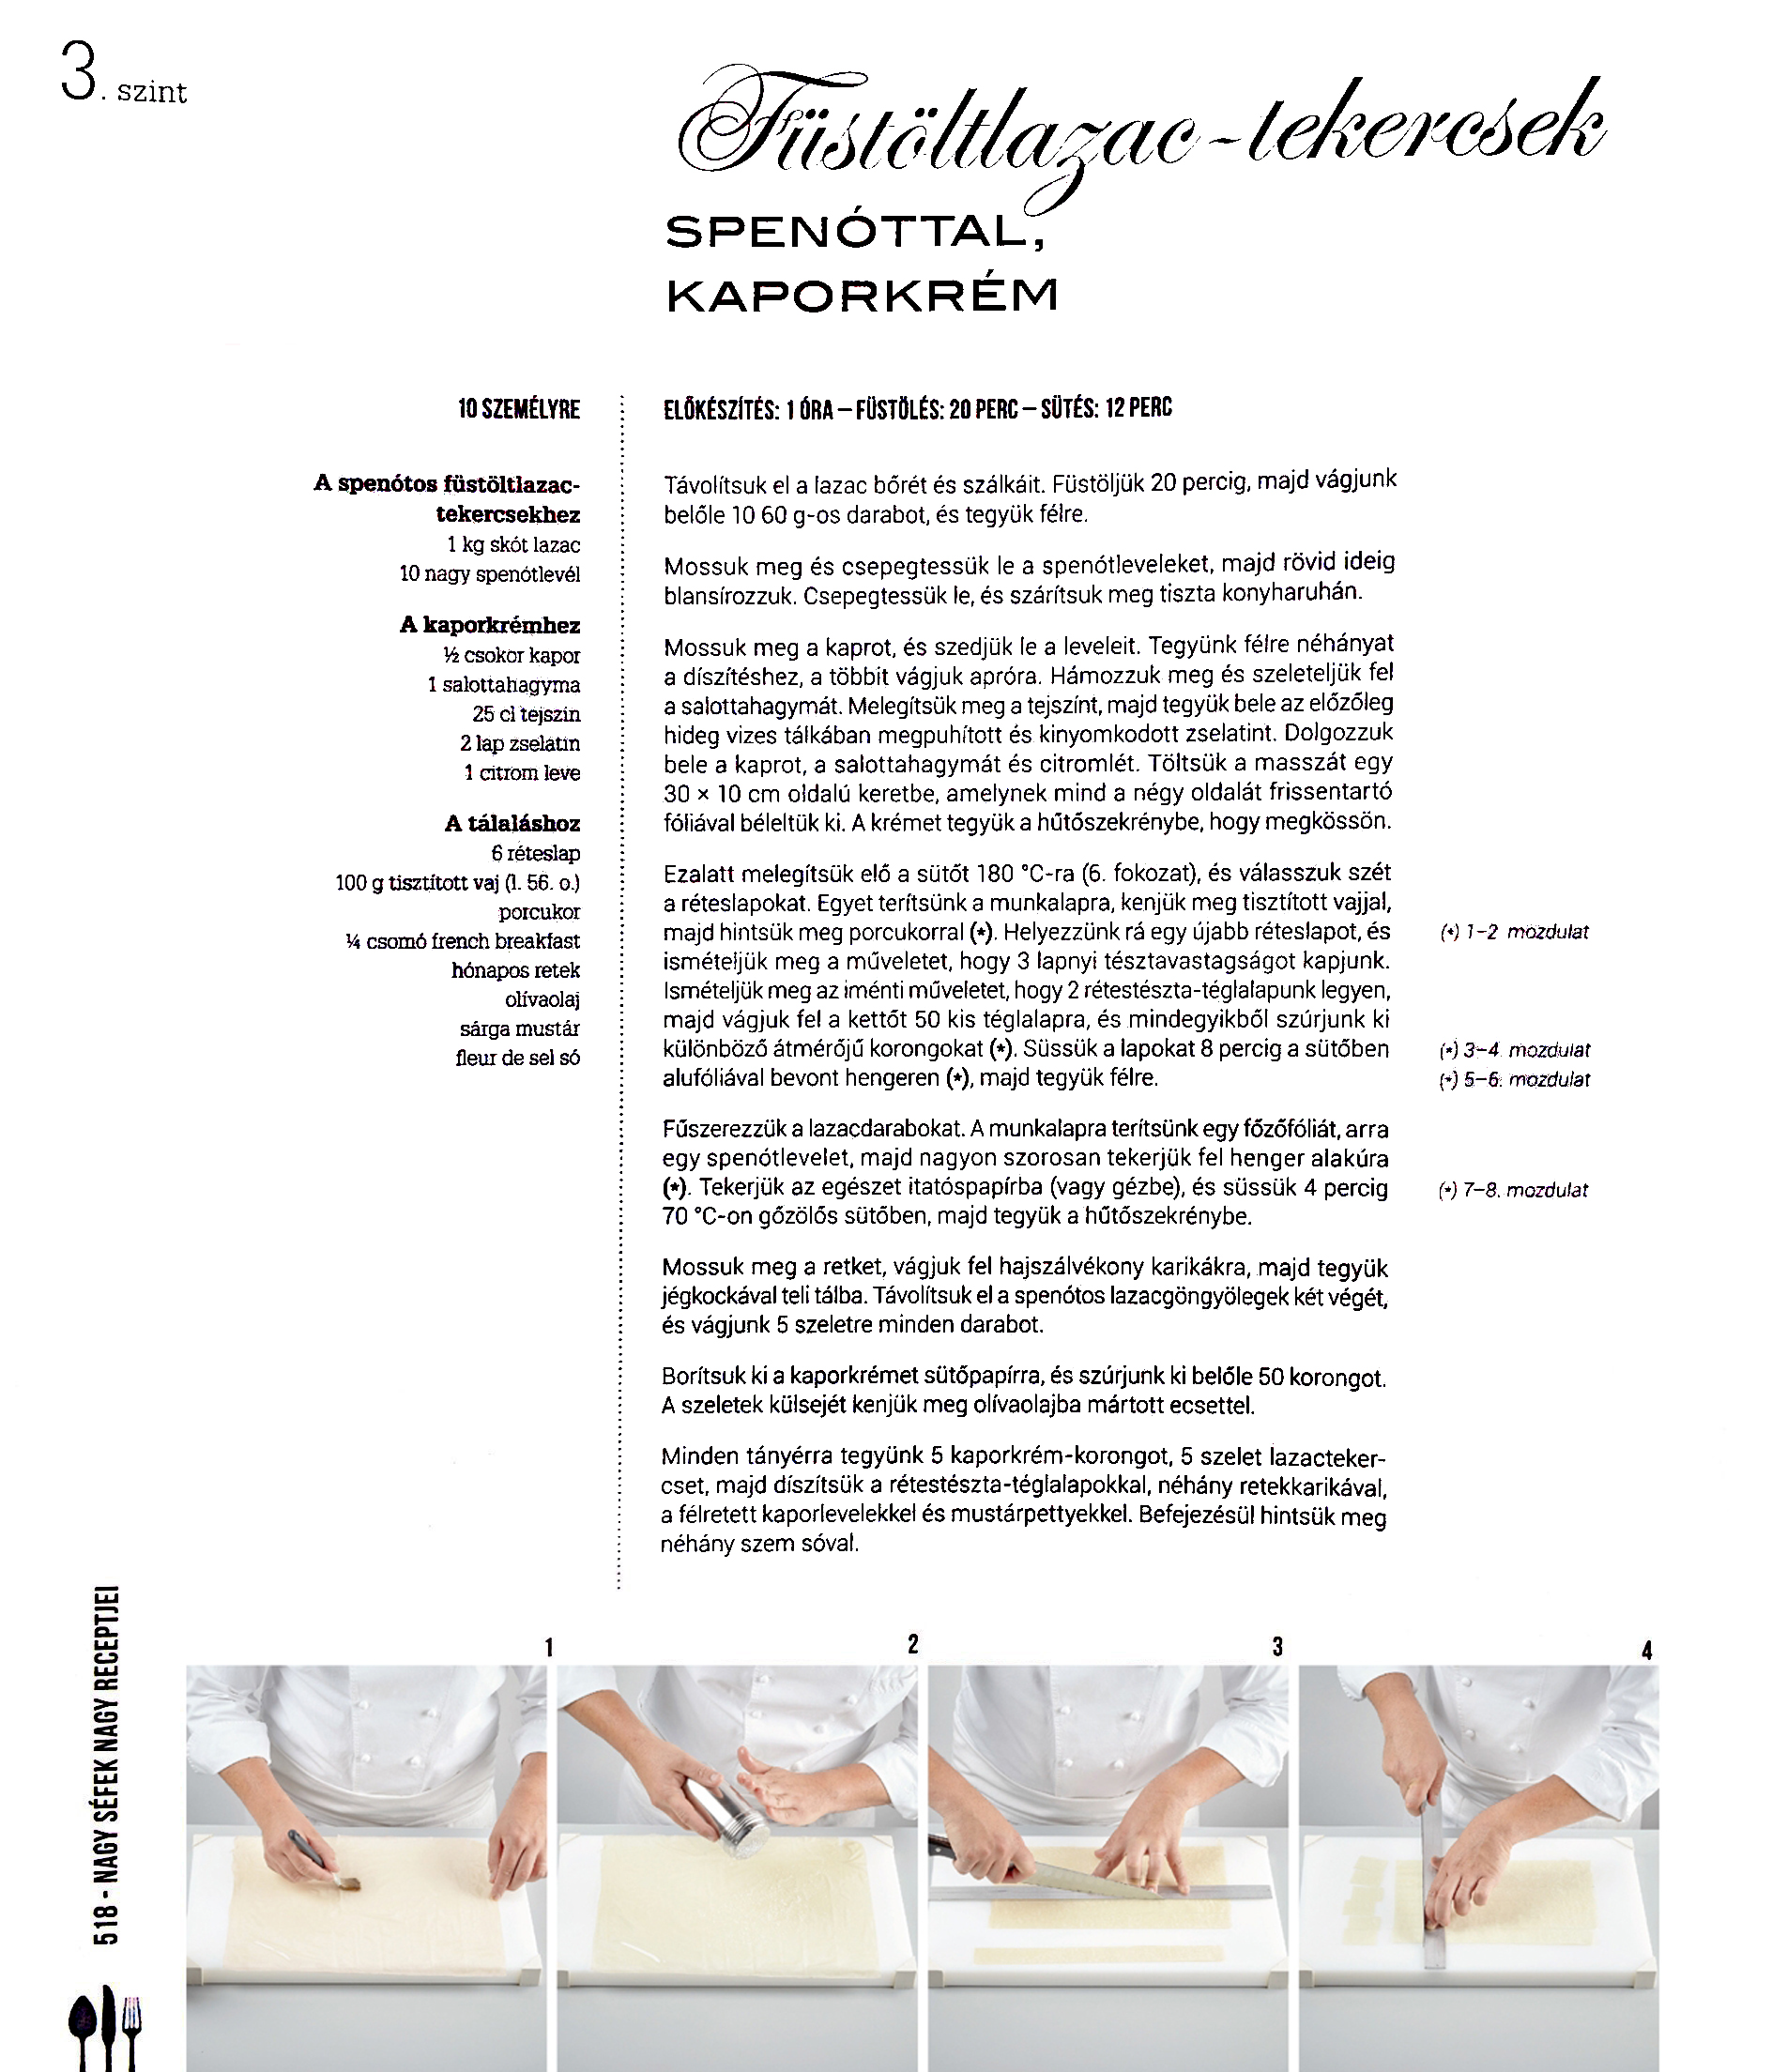 3. szint
Füstöltlazac-tekercsek
SPENÓTTAL,
KAPORKRÉM
10 SZEMÉLYRE
A spenótos füstöltlazac-
tekercsekhez
1 kg skót lazac
10 nagy spenótlevél
A kaporkrémhez
½ csokor kapor
1 salottahagyma
25 cl tejszín
2 lap zselatin
1 citrom leve
A tálaláshoz
6 réteslap
100 g tisztított vaj (l. 56. o.)
porcukor
¼ csomó french breakfast
hónapos retek
olívaolaj
sárga mustár
fleur de sel só
ELŐKÉSZÍTÉS: 1 ÓRA – FÜSTÖLÉS: 20 PERC – SÜTÉS: 12 PERC
Távolítsuk el a lazac bőrét és szálkáit. Füstöljük 20 percig, majd vágjunk
belőle 10 60 g-os darabot, és tegyük félre.
Mossuk meg és csepegtessük le a spenótleveleket, majd rövid ideig
blansírozzuk. Csepegtessük le, és szárítsuk meg tiszta konyharuhán.
Mossuk meg a kaprot, és szedjük le a leveleit. Tegyünk félre néhányat
a díszítéshez, a többit vágjuk apróra. Hámozzuk meg és szeleteljük fel
a salottahagymát. Melegítsük meg a tejszínt, majd tegyük bele az előzőleg
hideg vizes tálkában megpuhított és kinyomkodott zselatint. Dolgozzuk
bele a kaprot, a salottahagymát és citromlét. Töltsük a masszát egy
30 × 10 cm oldalú keretbe, amelynek mind a négy oldalát frissentartó
fóliával béleltük ki. A krémet tegyük a hűtőszekrénybe, hogy megkössön.
Ezalatt melegítsük elő a sütőt 180 °C-ra (6. fokozat), és válasszuk szét
a réteslapokat. Egyet terítsünk a munkalapra, kenjük meg tisztított vajjal,
majd hintsük meg porcukorral (*). Helyezzünk rá egy újabb réteslapot, és
ismételjük meg a műveletet, hogy 3 lapnyi tésztavastagságot kapjunk.
Ismételjük meg az iménti műveletet, hogy 2 rétestészta-téglalapunk legyen,
majd vágjuk fel a kettőt 50 kis téglalapra, és mindegyikből szúrjunk ki
különböző átmérőjű korongokat (*). Süssük a lapokat 8 percig a sütőben
alufóliával bevont hengeren (*), majd tegyük félre.
Fűszerezzük a lazacdarabokat. A munkalapra terítsünk egy főzőfóliát, arra
egy spenótlevelet, majd nagyon szorosan tekerjük fel henger alakúra
(*). Tekerjük az egészet itatóspapírba (vagy gézbe), és süssük 4 percig
70 °C-on gőzölős sütőben, majd tegyük a hűtőszekrénybe.
Mossuk meg a retket, vágjuk fel hajszálvékony karikákra, majd tegyük
jégkockával teli tálba. Távolítsuk el a spenótos lazacgöngyölegek két végét,
és vágjunk 5 szeletre minden darabot.
Borítsuk ki a kaporkrémet sütőpapírra, és szúrjunk ki belőle 50 korongot.
A szeletek külsejét kenjük meg olívaolajba mártott ecsettel.
Minden tányérra tegyünk 5 kaporkrém-korongot, 5 szelet lazacteker-
cset, majd díszítsük a rétestészta-téglalapokkal, néhány retekkarikával,
a félretett kaporlevelekkel és mustárpettyekkel. Befejezésül hintsük meg
néhány szem sóval.
(*) 1–2 mozdulat
(*) 3–4 mozdulat
(*) 5–6. mozdulat
(*) 7–8. mozdulat
518 - NAGY SÉFEK NAGY RECEPTJEI
1
2
3
4